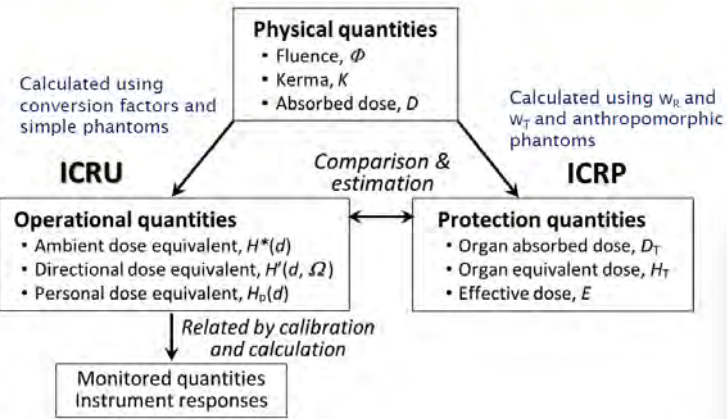 Physical quantities
• Fluence, Φ
• Kerma, K
• Absorbed dose, D
Calculated using
conversion factors and
simple phantoms
Calculated using wR and
wT and anthropomorphic
phantoms
ICRU
Comparison &
estimation
ICRP
Operational quantities
• Ambient dose equivalent, H*(d)
• Directional dose equivalent, H'(d, Ω)
• Personal dose equivalent, Hp(d)
Protection quantities
• Organ absorbed dose, DT
• Organ equivalent dose, HT
• Effective dose, E
Related by calibration
and calculation
Monitored quantities
Instrument responses